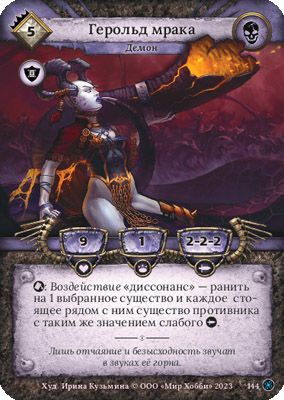 5
Герольд мрака
Демон
III
9
1
2-2-2
: Воздействие «диссонанс» — ранить
на 1 выбранное существо и каждое сто-
ящее рядом с ним существо противника
с таким же значением слабого .
Лишь отчаяние и безысходность звучат
в звуках её горна.
Худ. Ирина Кузьмина © ООО «Мир Хобби» 2023
144